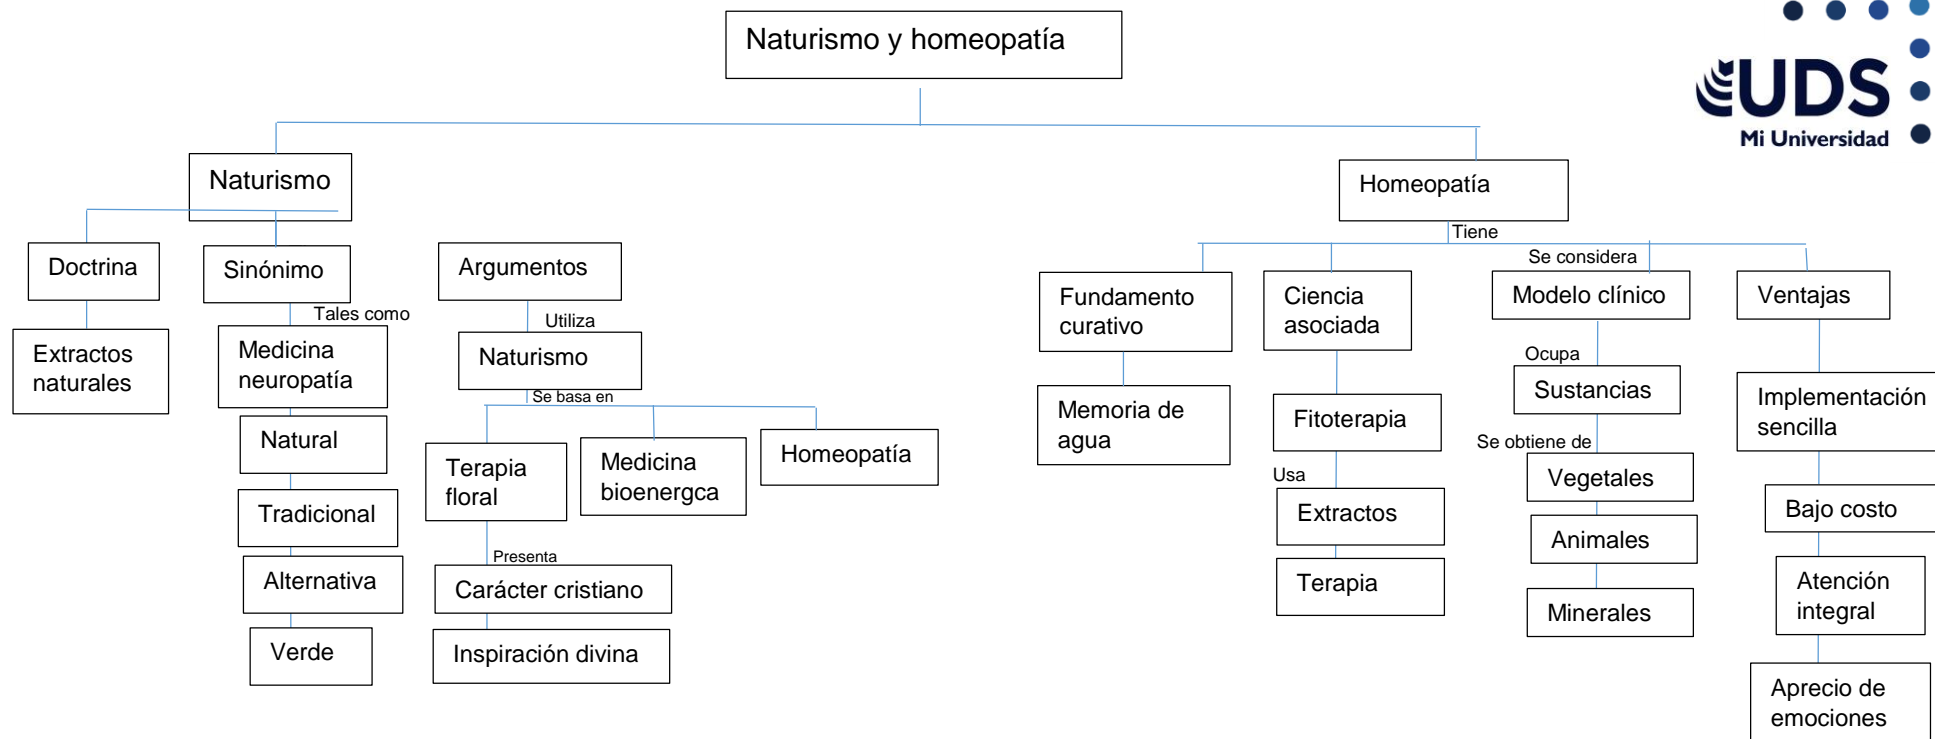 Naturismo y homeopatía
UDS
Mi Universidad
Naturismo
Homeopatía
Tiene
Doctrina
Sinónimo
Argumentos
Se considera
Fundamento
curativo
Ciencia
asociada
Modelo clínico
Ventajas
Tales como
Utiliza
Extractos
naturales
Medicina
neuropatía
Naturismo
Ocupa
Se basa en
Memoria de
agua
Fitoterapia
Sustancias
Implementación
sencilla
Natural
Terapia
floral
Medicina
bioenergca
Homeopatía
Se obtiene de
Usa
Vegetales
Tradicional
Extractos
Bajo costo
Animales
Presenta
Alternativa
Carácter cristiano
Terapia
Minerales
Atención
integral
Verde
Inspiración divina
Aprecio de
emociones